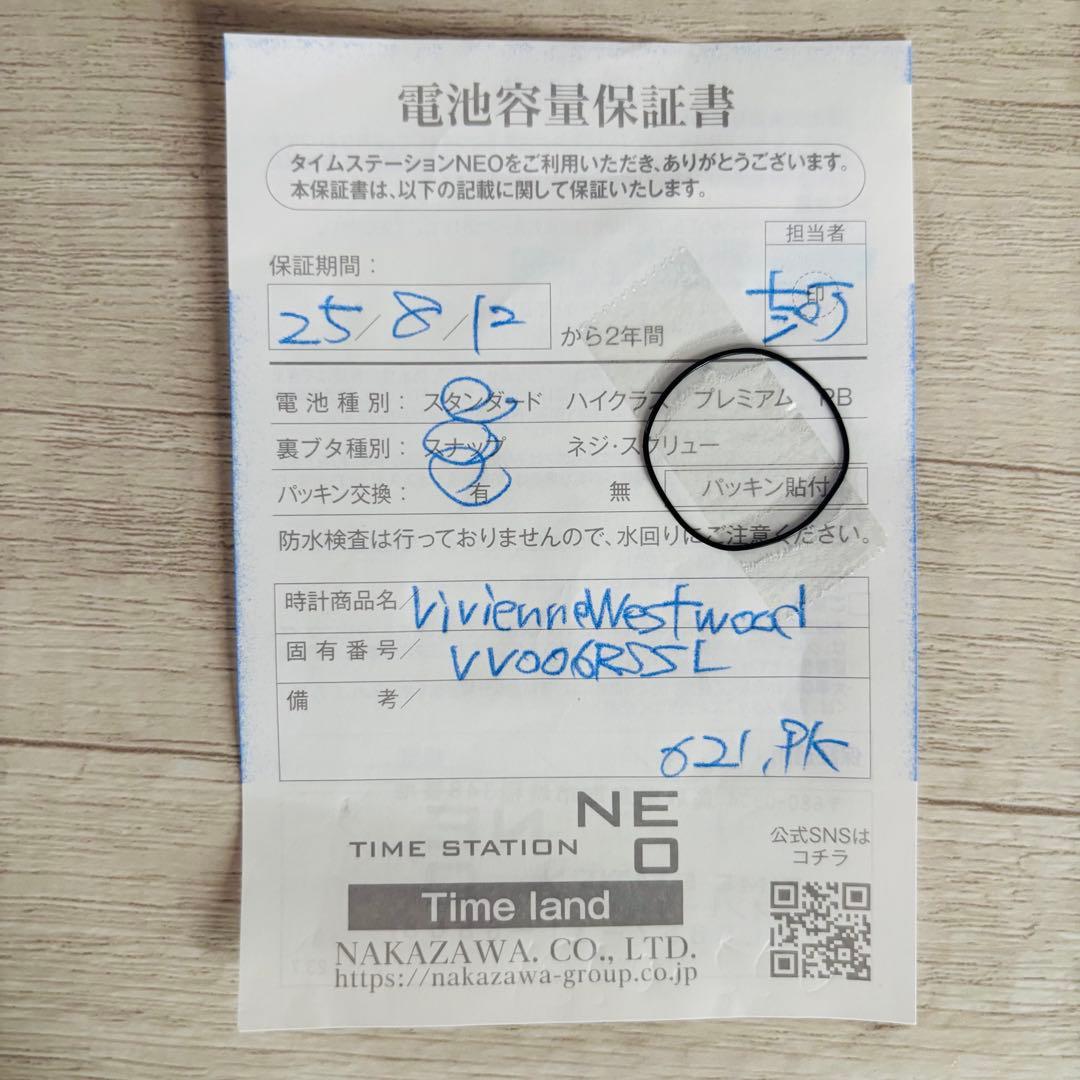 電池容量保証書
タイムステーションNEOをご利用いただき、ありがとうございます。
本保証書は、以下の記載に関して保証いたします。
担当者
印
保証期間：
25/8/12 から2年間
電池種別： スタンダード ハイクラス プレミアム RB
裏ブタ種別： スナップ ネジ・スクリュー
パッキン交換： 有 無 パッキン貼付
防水検査は行っておりませんので、水回りにご注意ください。
時計商品名／VivienneWestwood
固有番号／ VV006RSSL
備考／
621.PK
NEO
TIME STATION
Time land
NAKAZAWA. CO., LTD.
https://nakazawa-group.co.jp
公式SNSは
コチラ